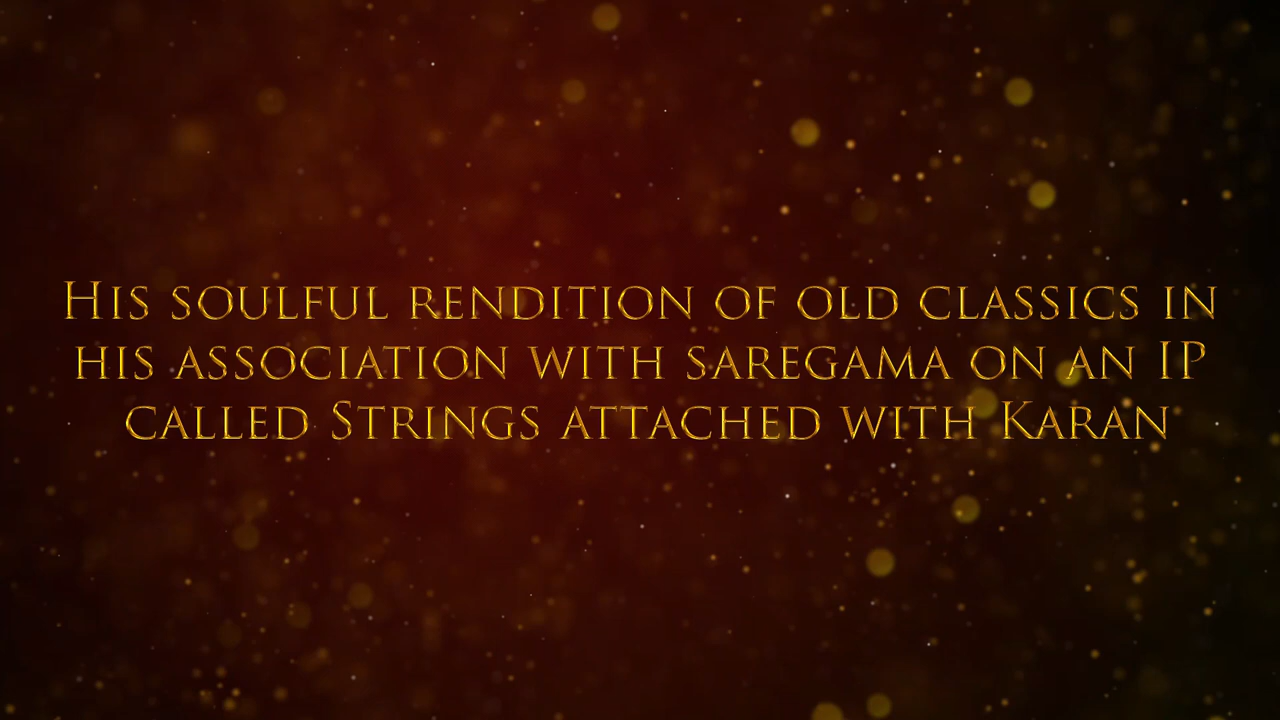 His soulful rendition of old classics in
his association with saregama on an IP
called Strings attached with Karan